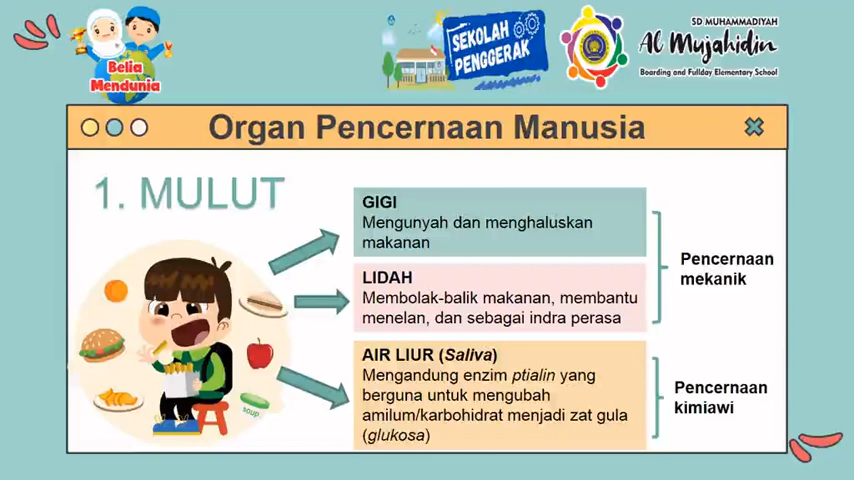 Belia
Mendunia
SEKOLAH
PENGGERAK
SD MUHAMMADIYAH
Al Mujahidin
Boarding and Fullday Elementary School
Organ Pencernaan Manusia
1. MULUT
GIGI
Mengunyah dan menghaluskan
makanan
LIDAH
Membolak-balik makanan, membantu
menelan, dan sebagai indra perasa
Pencernaan
mekanik
AIR LIUR (Saliva)
Mengandung enzim ptialin yang
berguna untuk mengubah
amilum/karbohidrat menjadi zat gula
(glukosa)
Pencernaan
kimiawi
soup